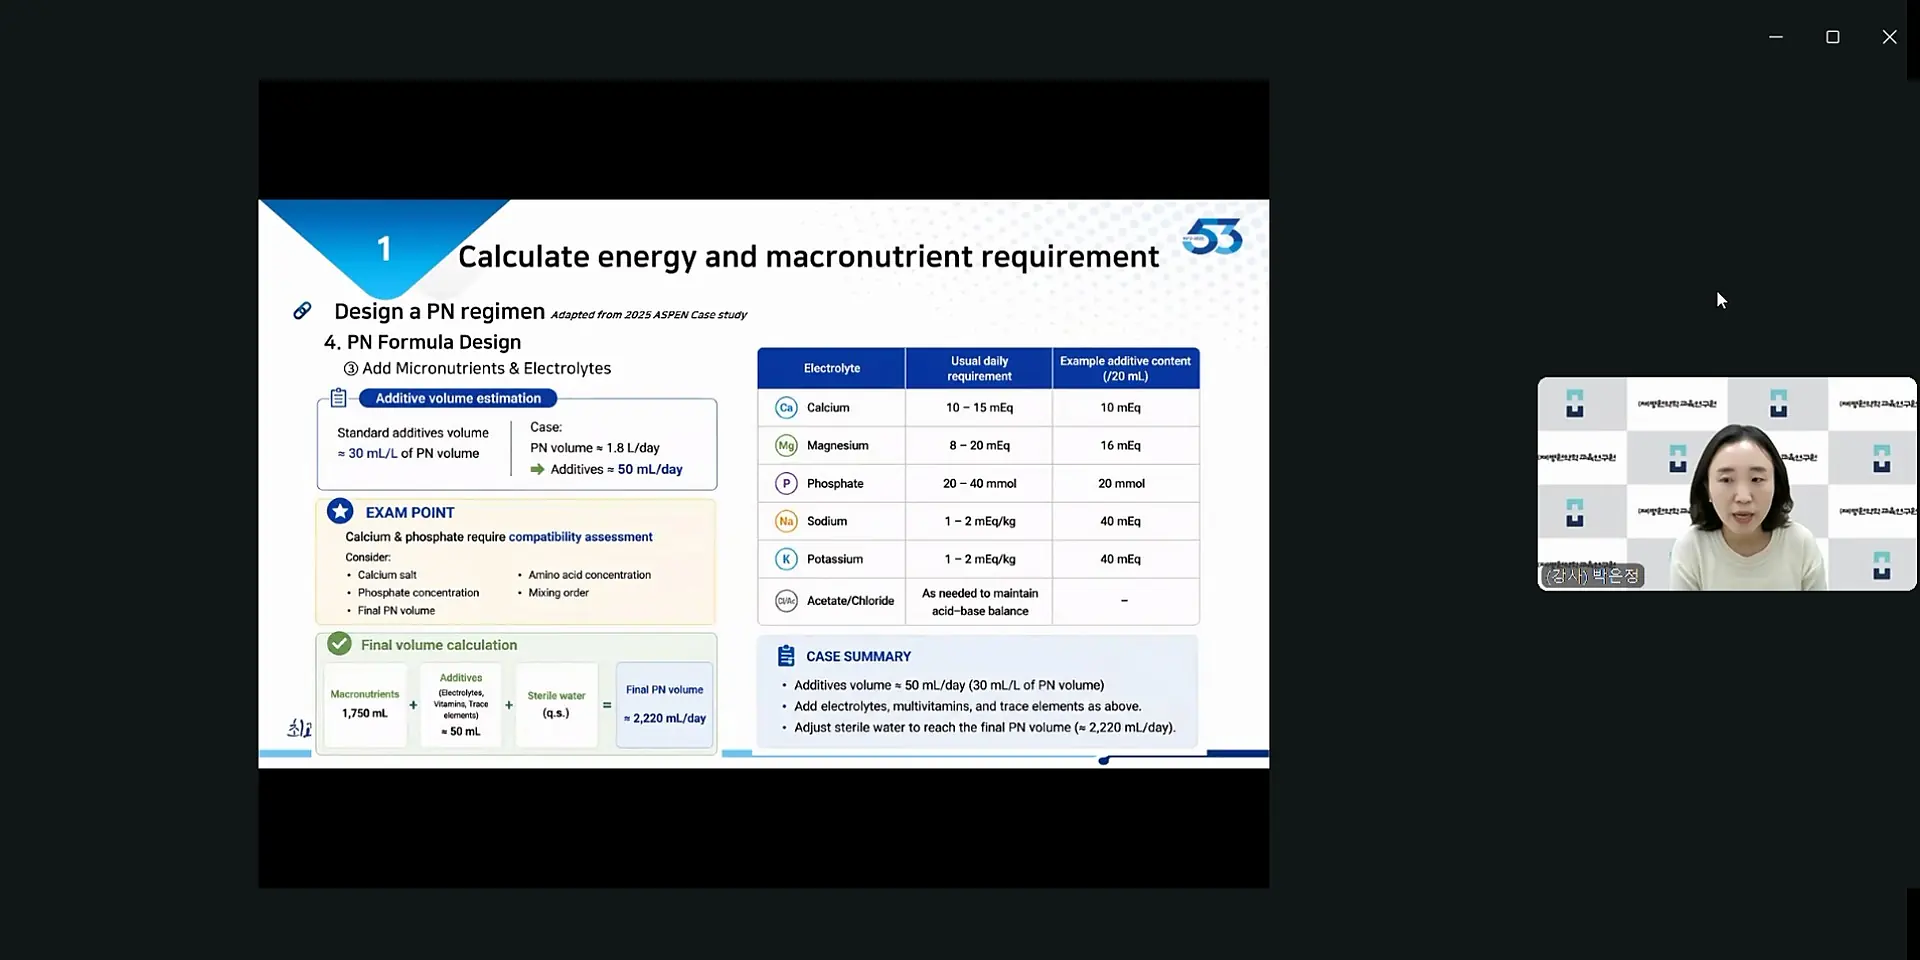 1
Calculate energy and macronutrient requirement
53
Design a PN regimen Adapted from 2025 ASPEN Case study
4. PN Formula Design
③ Add Micronutrients & Electrolytes
Additive volume estimation
Standard additives volume
≈ 30 mL/L of PN volume
Case:
PN volume ≈ 1.8 L/day
Additives ≈ 50 mL/day
EXAM POINT
Calcium & phosphate require compatibility assessment
Consider:
• Calcium salt
• Phosphate concentration
• Final PN volume
• Amino acid concentration
• Mixing order
Final volume calculation
Macronutrients
1,750 mL
+
Additives
(Electrolytes,
Vitamins, Trace
elements)
≈ 50 mL
+
Sterile water
(q.s.)
=
Final PN volume
≈ 2,220 mL/day
Electrolyte
Usual daily
requirement
Example additive content
(/20 mL)
Ca Calcium 10 – 15 mEq 10 mEq
Mg Magnesium 8 – 20 mEq 16 mEq
P Phosphate 20 – 40 mmol 20 mmol
Na Sodium 1 – 2 mEq/kg 40 mEq
K Potassium 1 – 2 mEq/kg 40 mEq
Cl/Ac Acetate/Chloride As needed to maintain
acid–base balance
–
CASE SUMMARY
• Additives volume ≈ 50 mL/day (30 mL/L of PN volume)
• Add electrolytes, multivitamins, and trace elements as above.
• Adjust sterile water to reach the final PN volume (≈ 2,220 mL/day).
(강사) 박은정